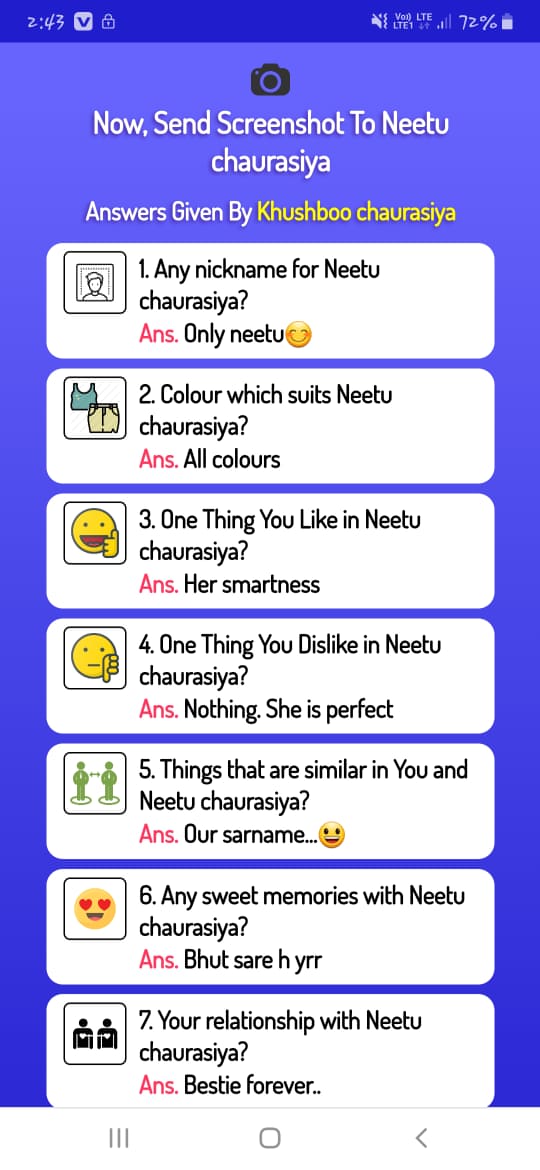 2:43
Vo) LTE
LTE1
72%
Now, Send Screenshot To Neetu
chaurasiya
Answers Given By Khushboo chaurasiya
1. Any nickname for Neetu
chaurasiya?
Ans. Only neetu😊
2. Colour which suits Neetu
chaurasiya?
Ans. All colours
3. One Thing You Like in Neetu
chaurasiya?
Ans. Her smartness
4. One Thing You Dislike in Neetu
chaurasiya?
Ans. Nothing. She is perfect
5. Things that are similar in You and
Neetu chaurasiya?
Ans. Our sarname...😀
6. Any sweet memories with Neetu
chaurasiya?
Ans. Bhut sare h yrr
7. Your relationship with Neetu
chaurasiya?
Ans. Bestie forever..